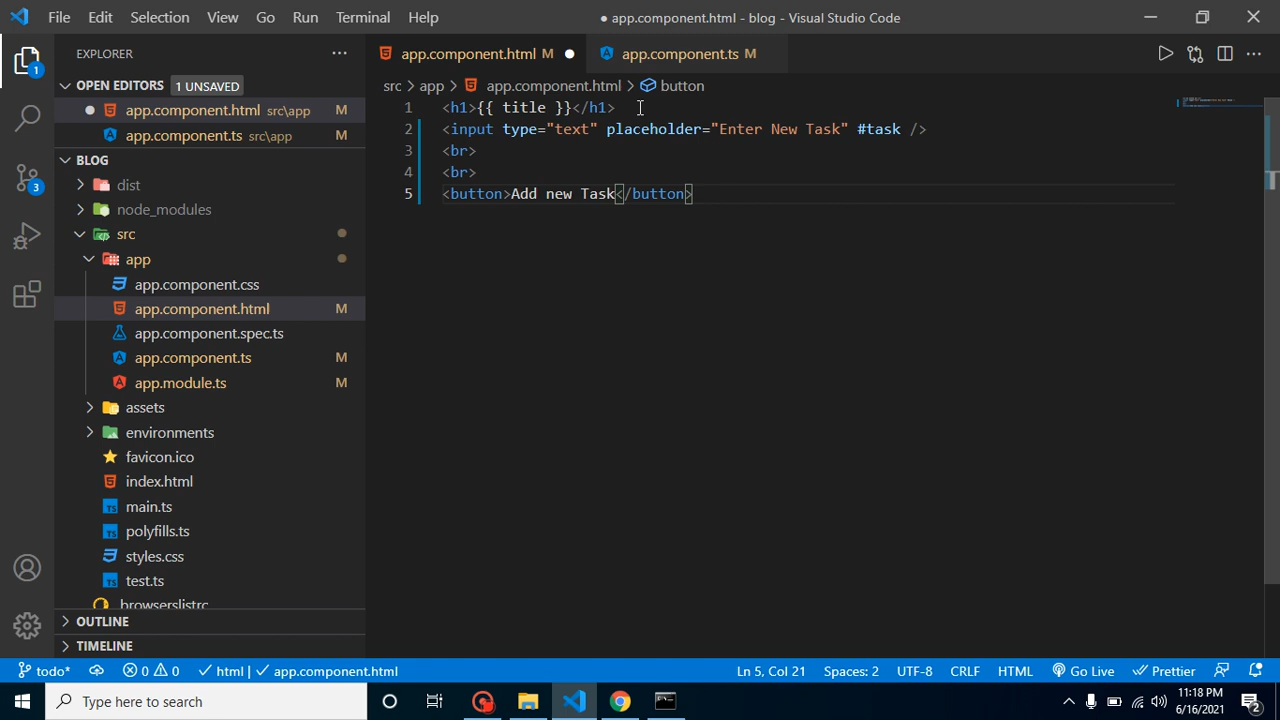 File Edit Selection View Go Run Terminal Help
● app.component.html - blog - Visual Studio Code
EXPLORER
app.component.html M
app.component.ts M
OPEN EDITORS 1 UNSAVED
app.component.html src\app M
app.component.ts src\app M
BLOG
dist
node_modules
src
app
app.component.css
app.component.html M
app.component.spec.ts
app.component.ts M
app.module.ts M
assets
environments
favicon.ico
index.html
main.ts
polyfills.ts
styles.css
test.ts
.browserslistrc
OUTLINE
TIMELINE
1
3
src > app > app.component.html > button
1 <h1>{{ title }}</h1>
2 <input type="text" placeholder="Enter New Task" #task />
3 <br>
4 <br>
5 <button>Add new Task</button>
todo* 0 0 html | app.component.html Ln 5, Col 21 Spaces: 2 UTF-8 CRLF HTML Go Live Prettier
Type here to search
11:18 PM
6/16/2021
2